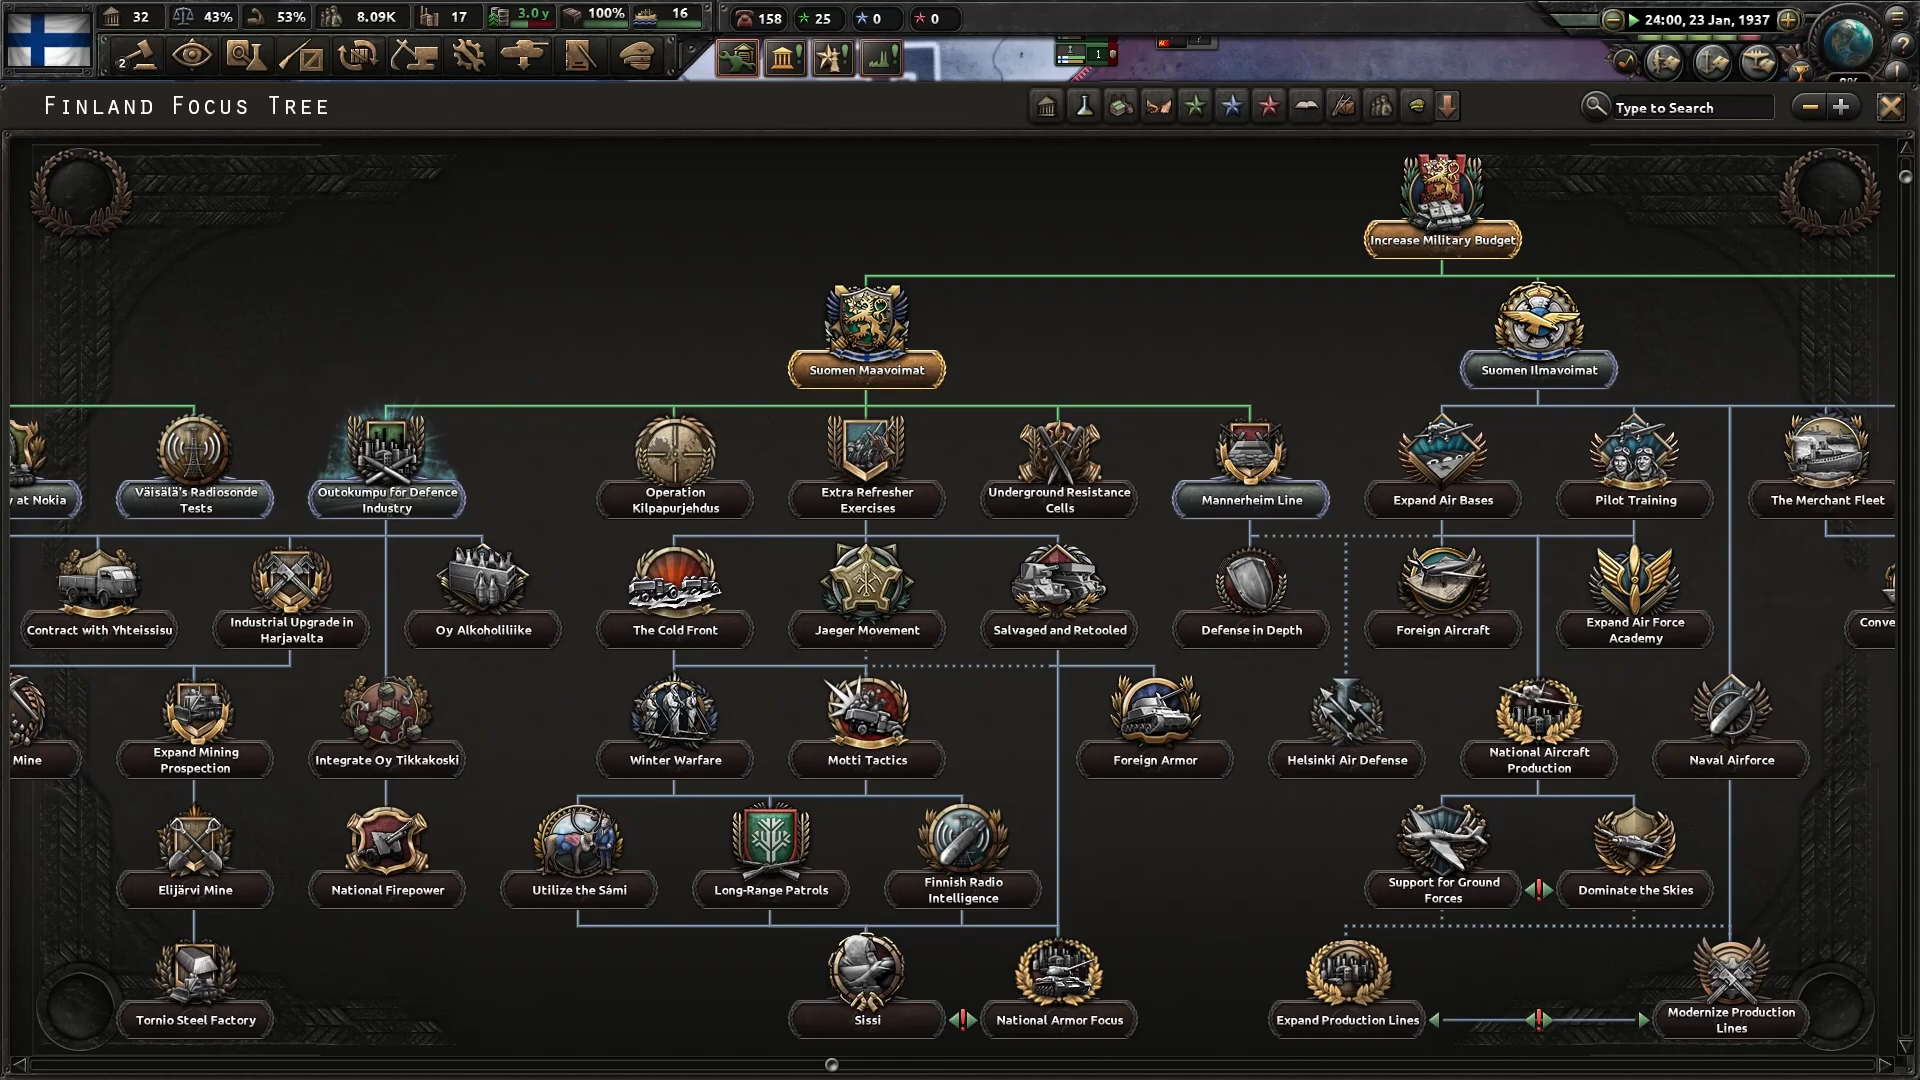 32
43%
53%
8.09K
17
3.0 y
100%
16
158
25
0
0
24:00, 23 Jan, 1937
2
1
FINLAND FOCUS TREE
Type to Search
Increase Military Budget
Suomen Maavoimat
Suomen Ilmavoimat
y at Nokia
Väisälä's Radiosonde
Tests
Outokumpu for Defence
Industry
Operation
Kilpapurjehdus
Extra Refresher
Exercises
Underground Resistance
Cells
Mannerheim Line
Expand Air Bases
Pilot Training
The Merchant Fleet
Contract with Yhteissisu
Industrial Upgrade in
Harjavalta
Oy Alkoholiliike
The Cold Front
Jaeger Movement
Salvaged and Retooled
Defense in Depth
Foreign Aircraft
Expand Air Force
Academy
Conve
Mine
Expand Mining
Prospection
Integrate Oy Tikkakoski
Winter Warfare
Motti Tactics
Foreign Armor
Helsinki Air Defense
National Aircraft
Production
Naval Airforce
Elijärvi Mine
National Firepower
Utilize the Sámi
Long-Range Patrols
Finnish Radio
Intelligence
Support for Ground
Forces
Dominate the Skies
Tornio Steel Factory
Sissi
National Armor Focus
Expand Production Lines
Modernize Production
Lines